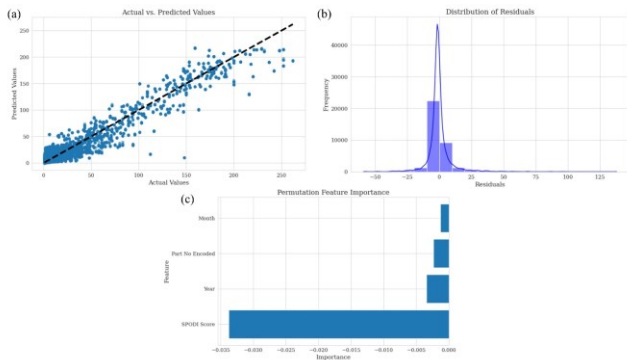 (a)
Actual vs. Predicted Values
Predicted Values
250
200
150
100
50
0
0
50
100
150
200
250
Actual Values
(b)
Distribution of Residuals
Frequency
40000
30000
20000
10000
0
−50
−25
0
25
50
75
100
125
Residuals
(c)
Permutation Feature Importance
Feature
Month
Part No Encoded
Year
SPODI Score
−0.035
−0.030
−0.025
−0.020
−0.015
−0.010
−0.005
0.000
Importance